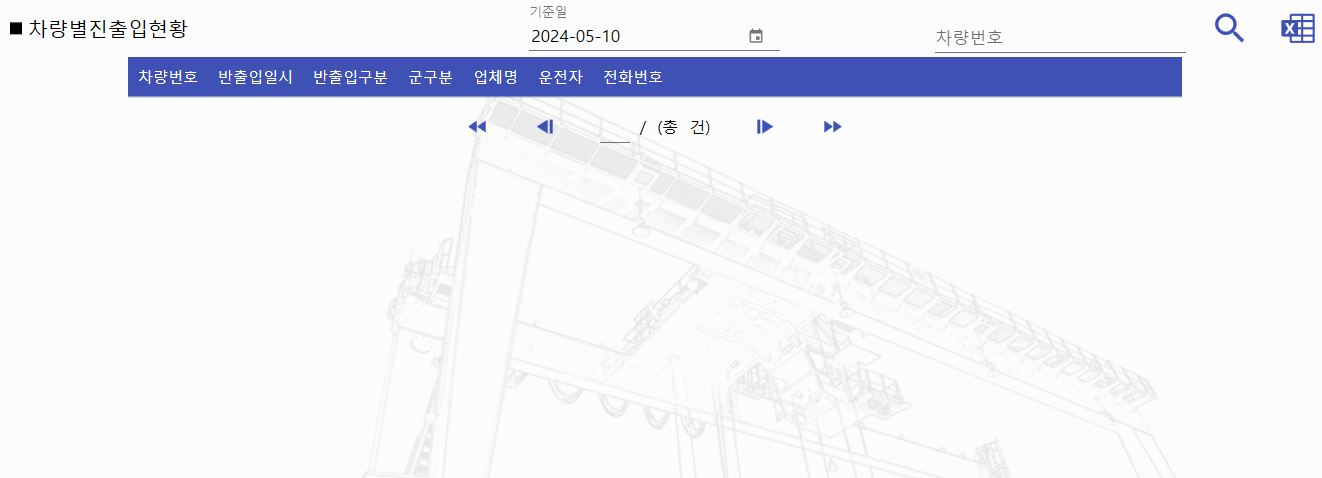 ■ 차량별진출입현황
기준일
2024-05-10
차량번호
차량번호 반출입일시 반출입구분 군구분 업체명 운전자 전화번호
/ (총 건)